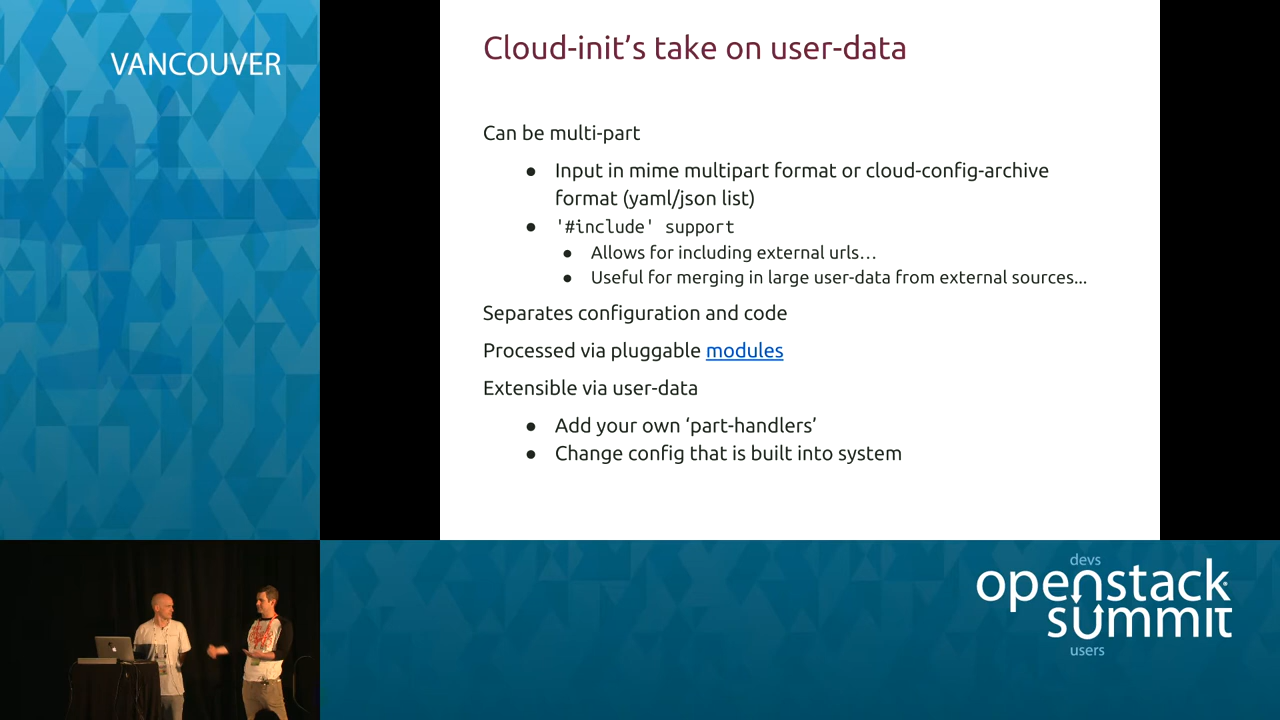 VANCOUVER
Cloud-init’s take on user-data
Can be multi-part
● Input in mime multipart format or cloud-config-archive
format (yaml/json list)
● '#include' support
● Allows for including external urls…
● Useful for merging in large user-data from external sources...
Separates configuration and code
Processed via pluggable modules
Extensible via user-data
● Add your own ‘part-handlers’
● Change config that is built into system
devs
openstack
summit
users